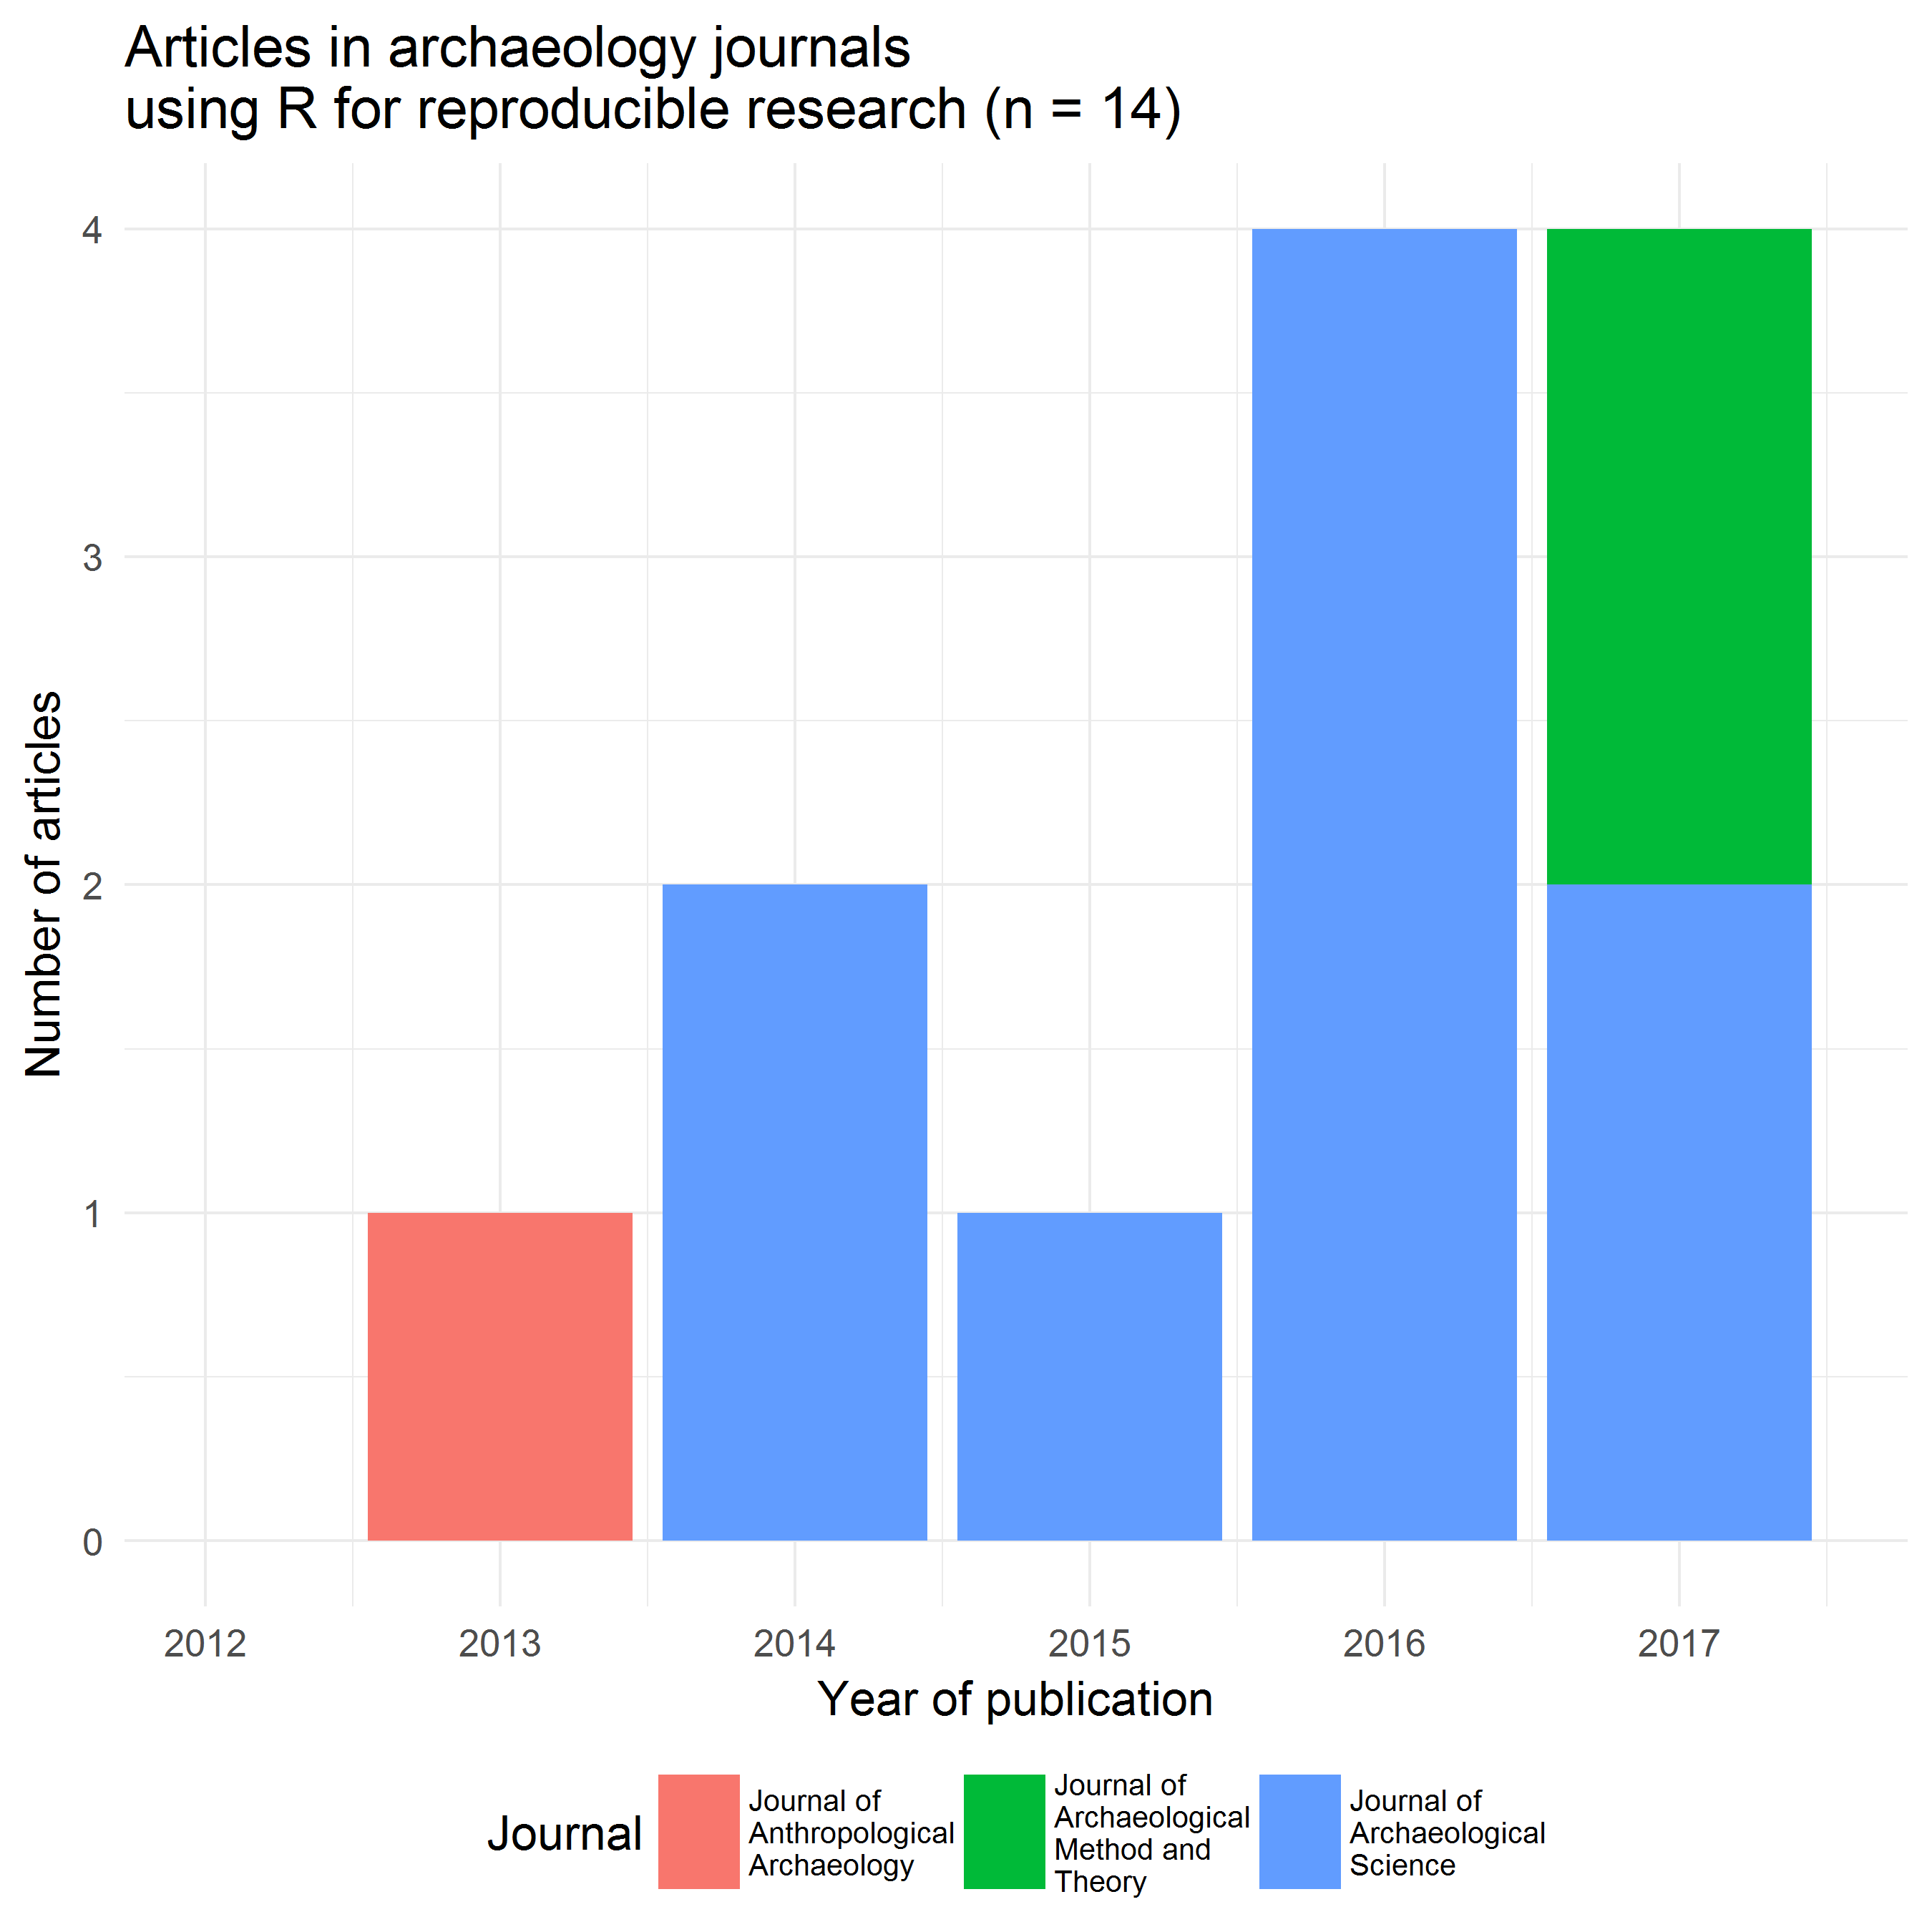 Articles in archaeology journals
using R for reproducible research (n = 14)
4
3
2
1
0
Number of articles
2012 2013 2014 2015 2016 2017
Year of publication
Journal
Journal of
Anthropological
Archaeology
Journal of
Archaeological
Method and
Theory
Journal of
Archaeological
Science